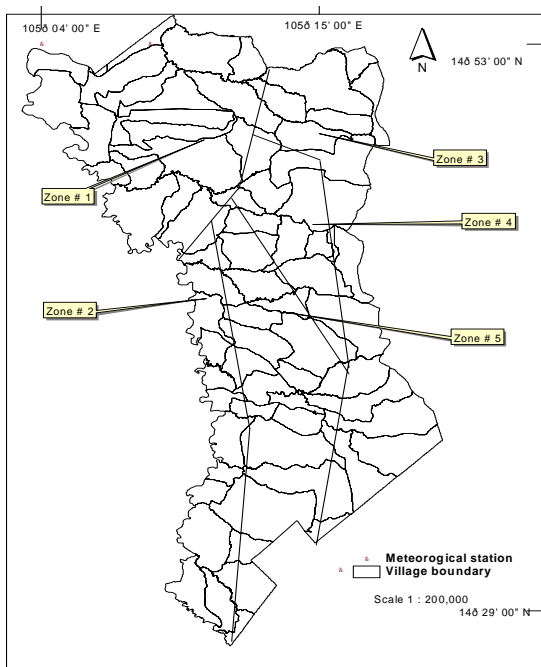 105ð 04' 00" E
105ð 15' 00" E
N
14ð 53' 00" N
Zone # 3
Zone # 1
Zone # 4
Zone # 2
Zone # 5
Meteorogical station
Village boundary
Scale 1 : 200,000
14ð 29' 00" N